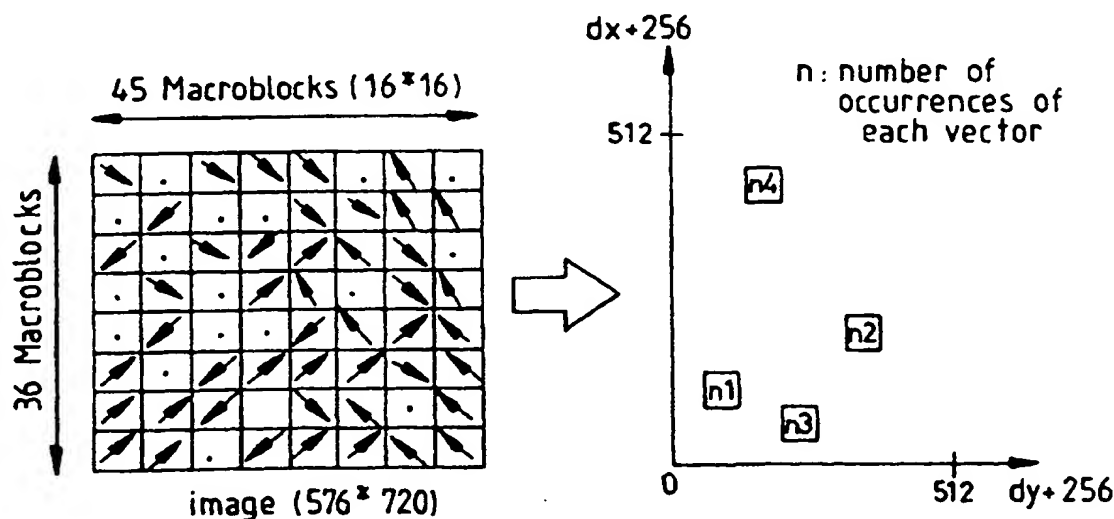 45 Macroblocks (16*16)
36 Macroblocks
image (576*720)
dx+256
n: number of
occurrences of
each vector
512
n4
n2
n1
n3
0
512
dy+256